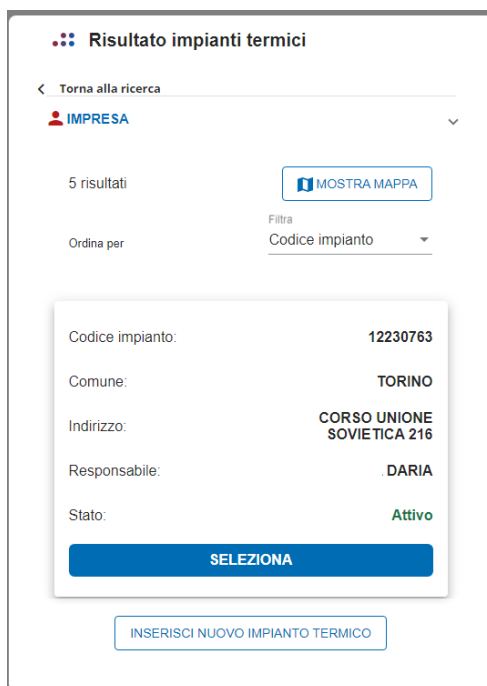 Risultato impianti termici
Torna alla ricerca
IMPRESA
5 risultati
MOSTRA MAPPA
Filtra
Ordina per
Codice impianto
Codice impianto:
12230763
Comune:
TORINO
Indirizzo:
CORSO UNIONE
SOVIETICA 216
Responsabile:
DARIA
Stato:
Attivo
SELEZIONA
INSERISCI NUOVO IMPIANTO TERMICO